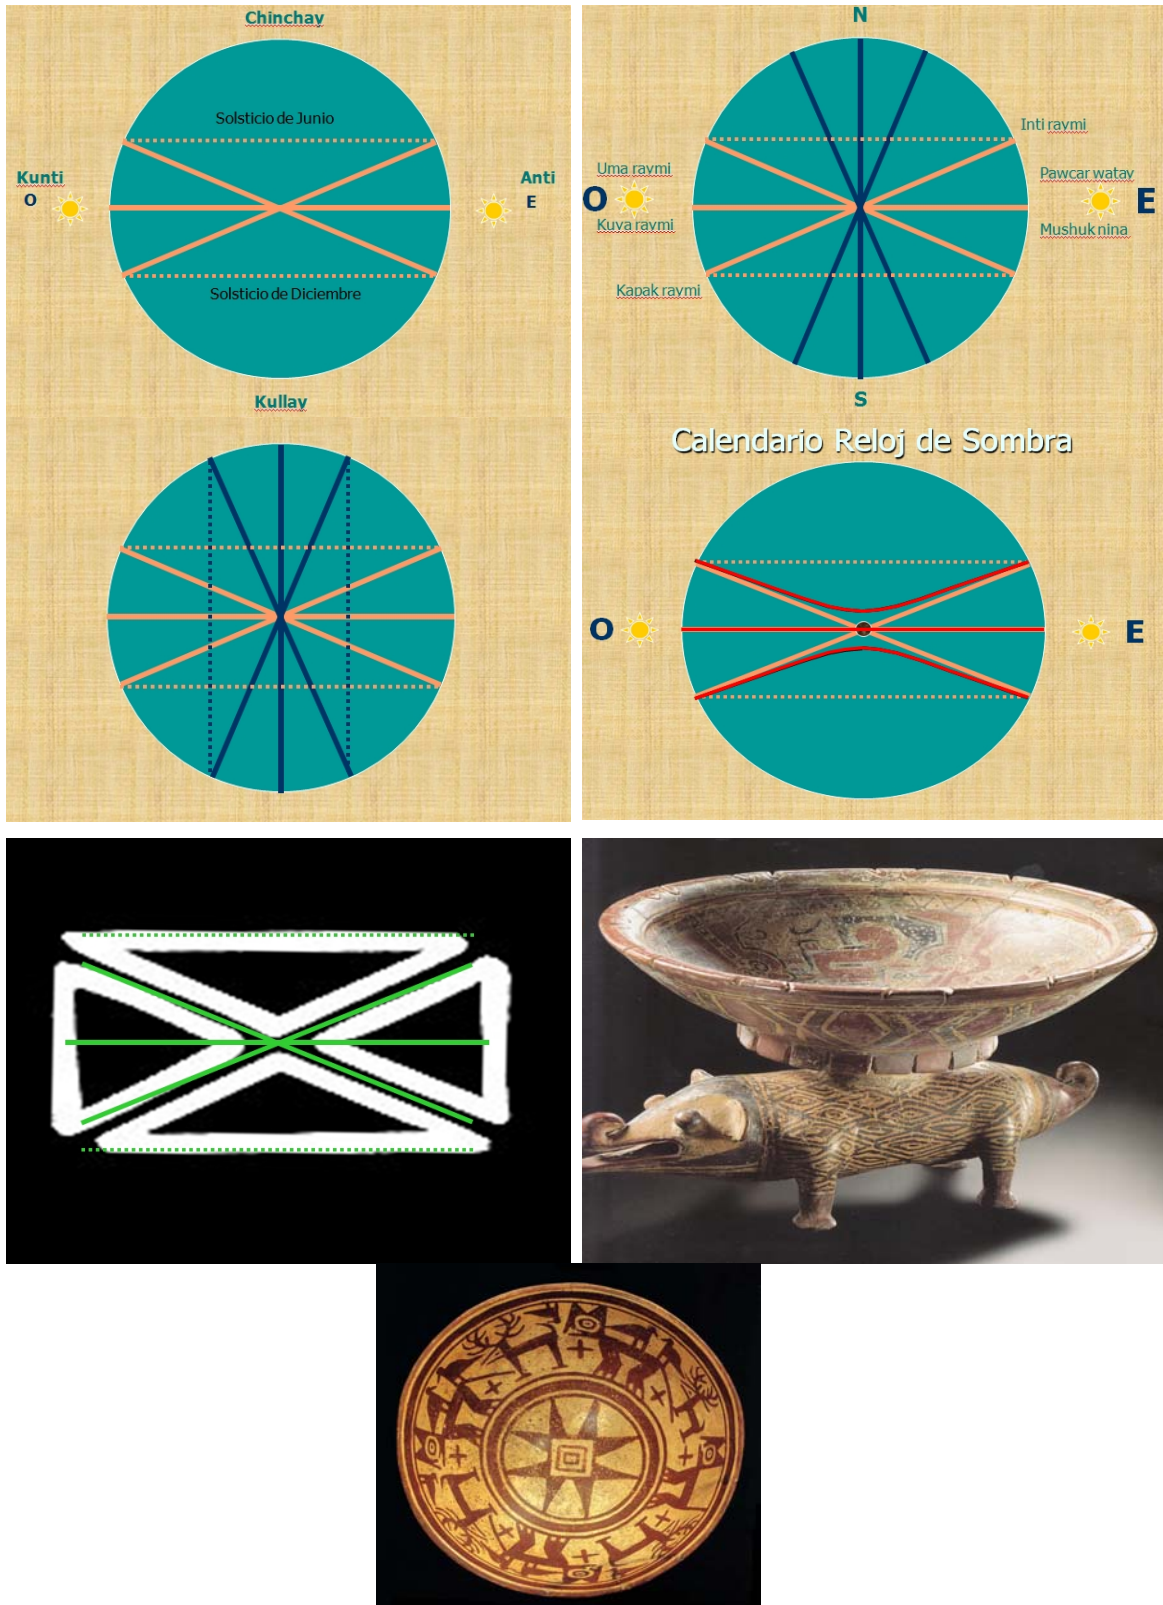 Chinchay
Solsticio de Junio
Kunti
O
Anti
E
Solsticio de Diciembre
Kullay
N
Inti raymi
Uma raymi
O
Kuya raymi
Pawcar watay
E
Mushuk nina
Kapak raymi
S
Calendario Reloj de Sombra
O
E